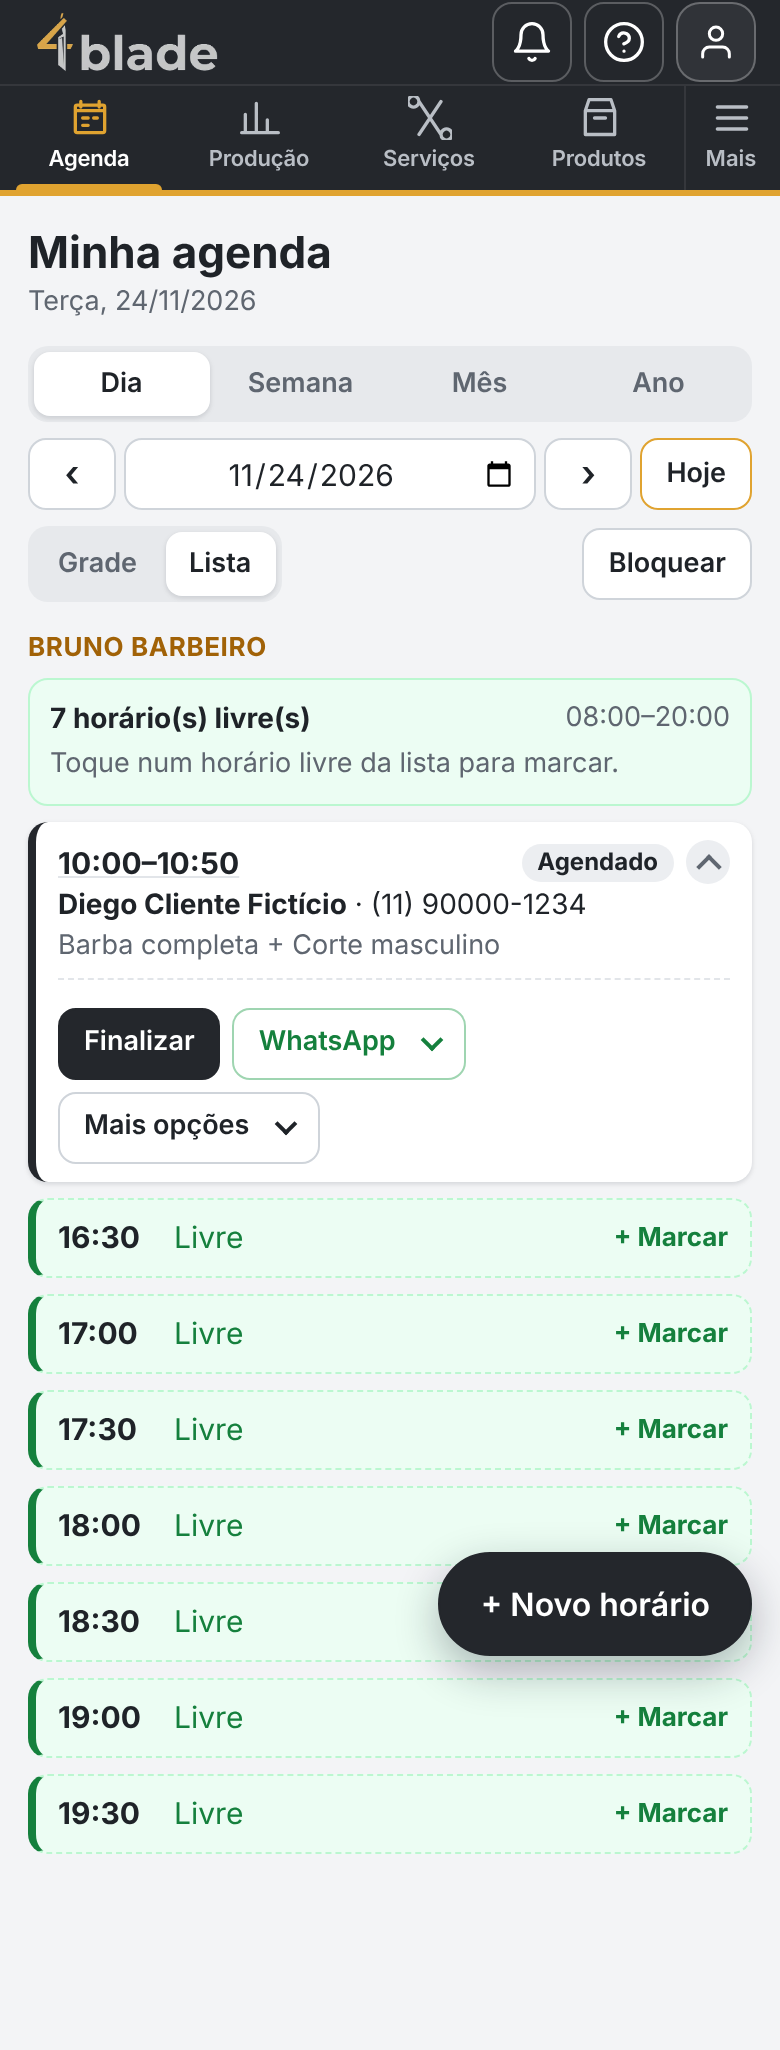 4blade
Agenda
Produção
Serviços
Produtos
Mais
Minha agenda
Terça, 24/11/2026
Dia
Semana
Mês
Ano
‹
11/24/2026
›
Hoje
Grade
Lista
Bloquear
BRUNO BARBEIRO
7 horário(s) livre(s)
08:00–20:00
Toque num horário livre da lista para marcar.
10:00–10:50
Agendado
Diego Cliente Fictício · (11) 90000-1234
Barba completa + Corte masculino
Finalizar
WhatsApp
Mais opções
16:30 Livre + Marcar
17:00 Livre + Marcar
17:30 Livre + Marcar
18:00 Livre + Marcar
18:30 Livre
+ Novo horário
19:00 Livre + Marcar
19:30 Livre + Marcar